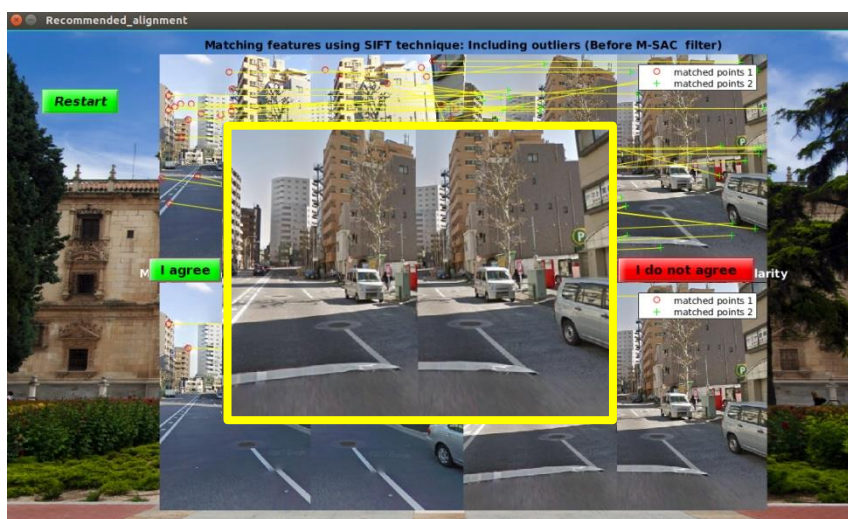 Recommended_alignment
Matching features using SIFT technique: Including outliers (Before M-SAC filter)
matched points 1
matched points 2
Restart
P
P
I agree
I do not agree
larity
matched points 1
matched points 2